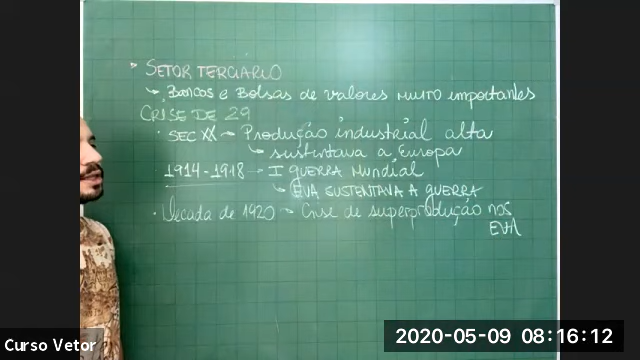 SETOR TERCIÁRIO
↳ Bancos e Bolsas de valores muito importantes
CRISE DE 29
• SEC XX → Produção industrial alta
↳ sustentava a Europa
• 1914-1918 → I GUERRA MUNDIAL
↳ EUA SUSTENTAVA A GUERRA
• Década de 1920 → Crise de superprodução nos
EUA
Curso Vetor
2020-05-09 08:16:12